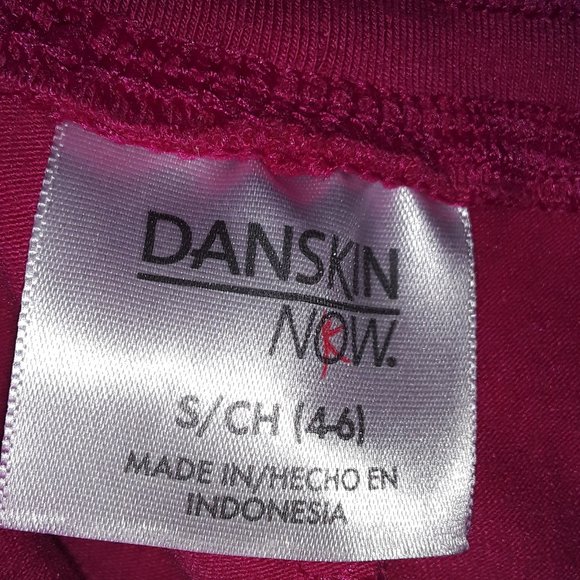 DANSKIN
NOW.
S/CH (4-6)
MADE IN/HECHO EN
INDONESIA